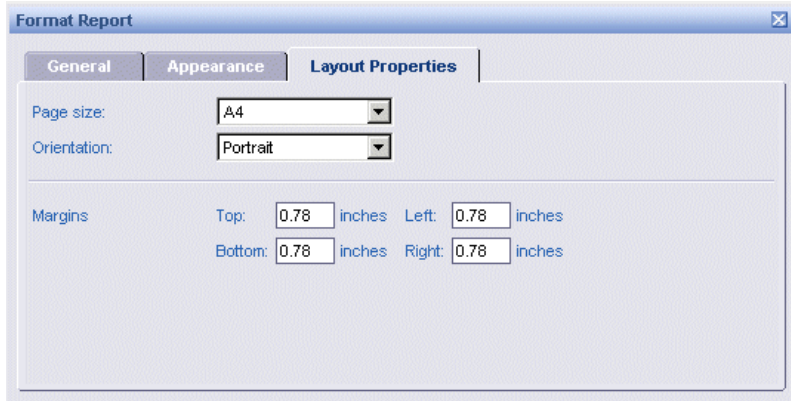 Format Report
General Appearance Layout Properties
Page size: A4
Orientation: Portrait
Margins Top: 0.78 inches Left: 0.78 inches
Bottom: 0.78 inches Right: 0.78 inches